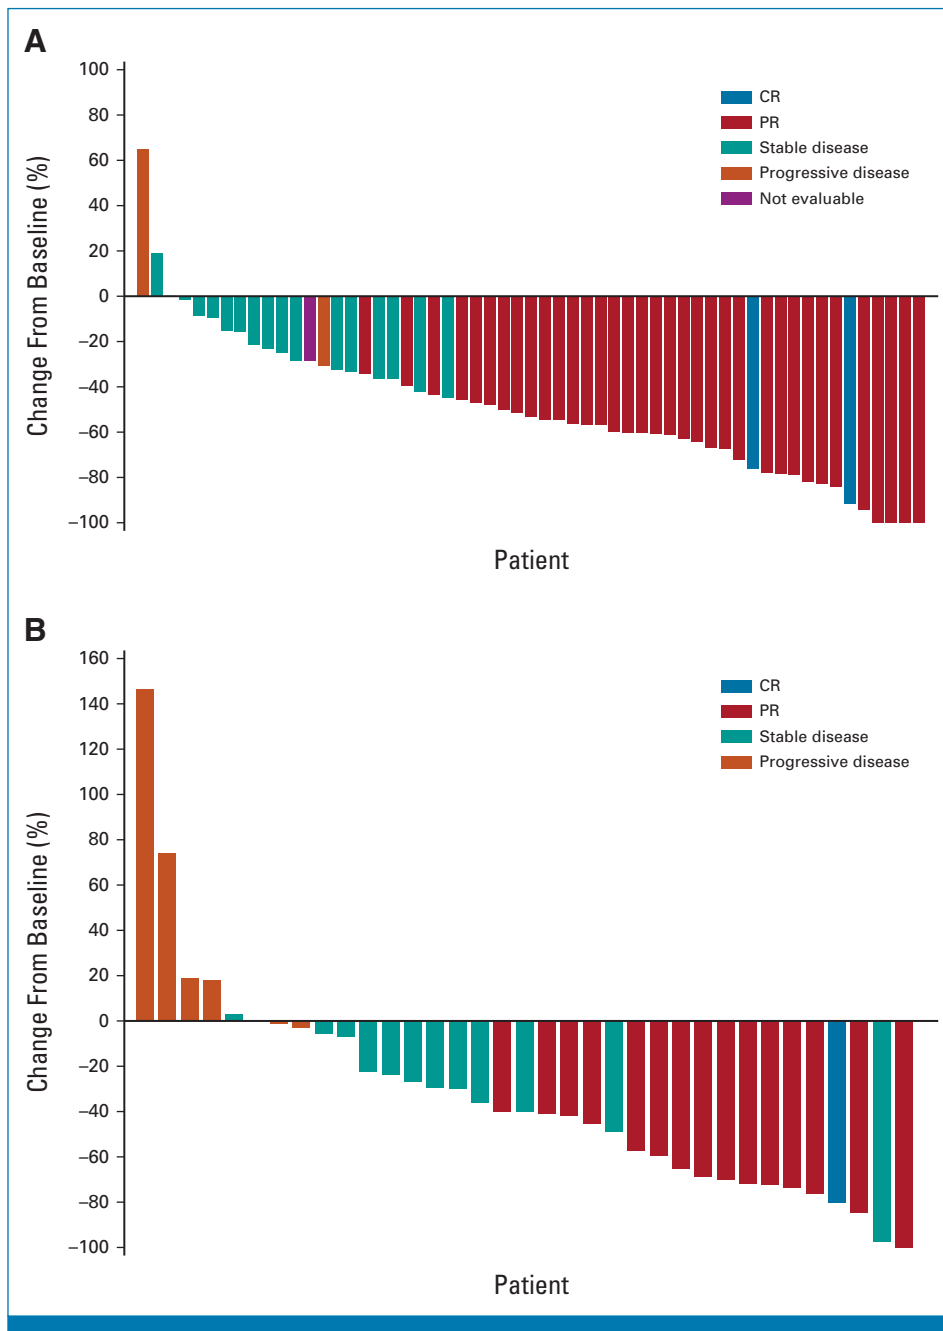 A
100
80
60
40
20
0
–20
–40
–60
–80
–100
Change From Baseline (%)
CR
PR
Stable disease
Progressive disease
Not evaluable
Patient
B
160
140
120
100
80
60
40
20
0
–20
–40
–60
–80
–100
Change From Baseline (%)
CR
PR
Stable disease
Progressive disease
Patient